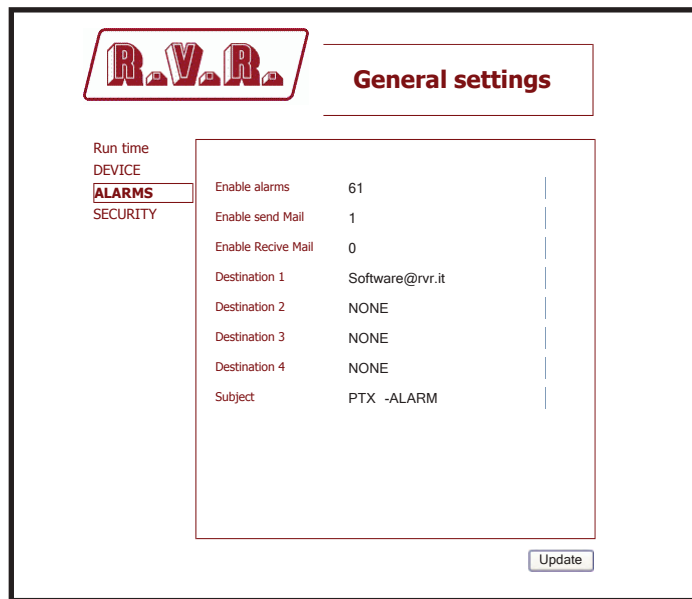 R.V.R.
General settings
Run time
DEVICE
ALARMS
SECURITY
Enable alarms 61
Enable send Mail 1
Enable Recive Mail 0
Destination 1 Software@rvr.it
Destination 2 NONE
Destination 3 NONE
Destination 4 NONE
Subject PTX -ALARM
Update